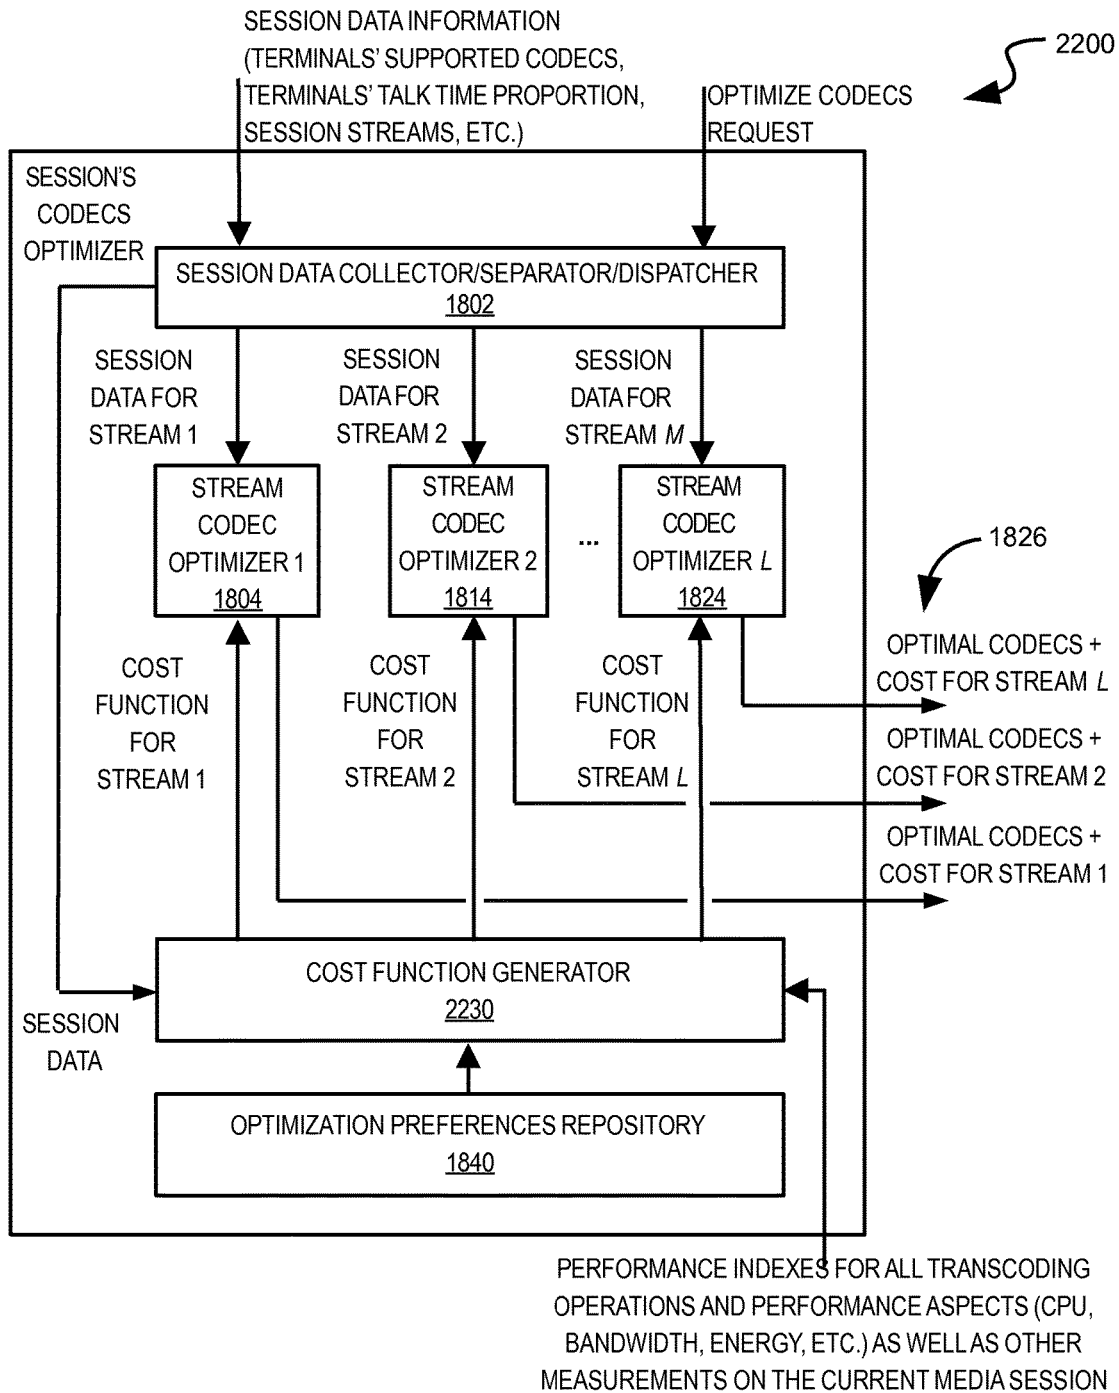 SESSION DATA INFORMATION
(TERMINALS' SUPPORTED CODECS,
TERMINALS' TALK TIME PROPORTION,
SESSION STREAMS, ETC.)
OPTIMIZE CODECS
REQUEST
2200
SESSION'S
CODECS
OPTIMIZER
SESSION DATA COLLECTOR/SEPARATOR/DISPATCHER
1802
SESSION
DATA FOR
STREAM 1
SESSION
DATA FOR
STREAM 2
SESSION
DATA FOR
STREAM M
STREAM
CODEC
OPTIMIZER 1
1804
STREAM
CODEC
OPTIMIZER 2
1814
...
STREAM
CODEC
OPTIMIZER L
1824
1826
COST
FUNCTION
FOR
STREAM 1
COST
FUNCTION
FOR
STREAM 2
COST
FUNCTION
FOR
STREAM L
OPTIMAL CODECS +
COST FOR STREAM L
OPTIMAL CODECS +
COST FOR STREAM 2
OPTIMAL CODECS +
COST FOR STREAM 1
COST FUNCTION GENERATOR
2230
SESSION
DATA
OPTIMIZATION PREFERENCES REPOSITORY
1840
PERFORMANCE INDEXES FOR ALL TRANSCODING
OPERATIONS AND PERFORMANCE ASPECTS (CPU,
BANDWIDTH, ENERGY, ETC.) AS WELL AS OTHER
MEASUREMENTS ON THE CURRENT MEDIA SESSION